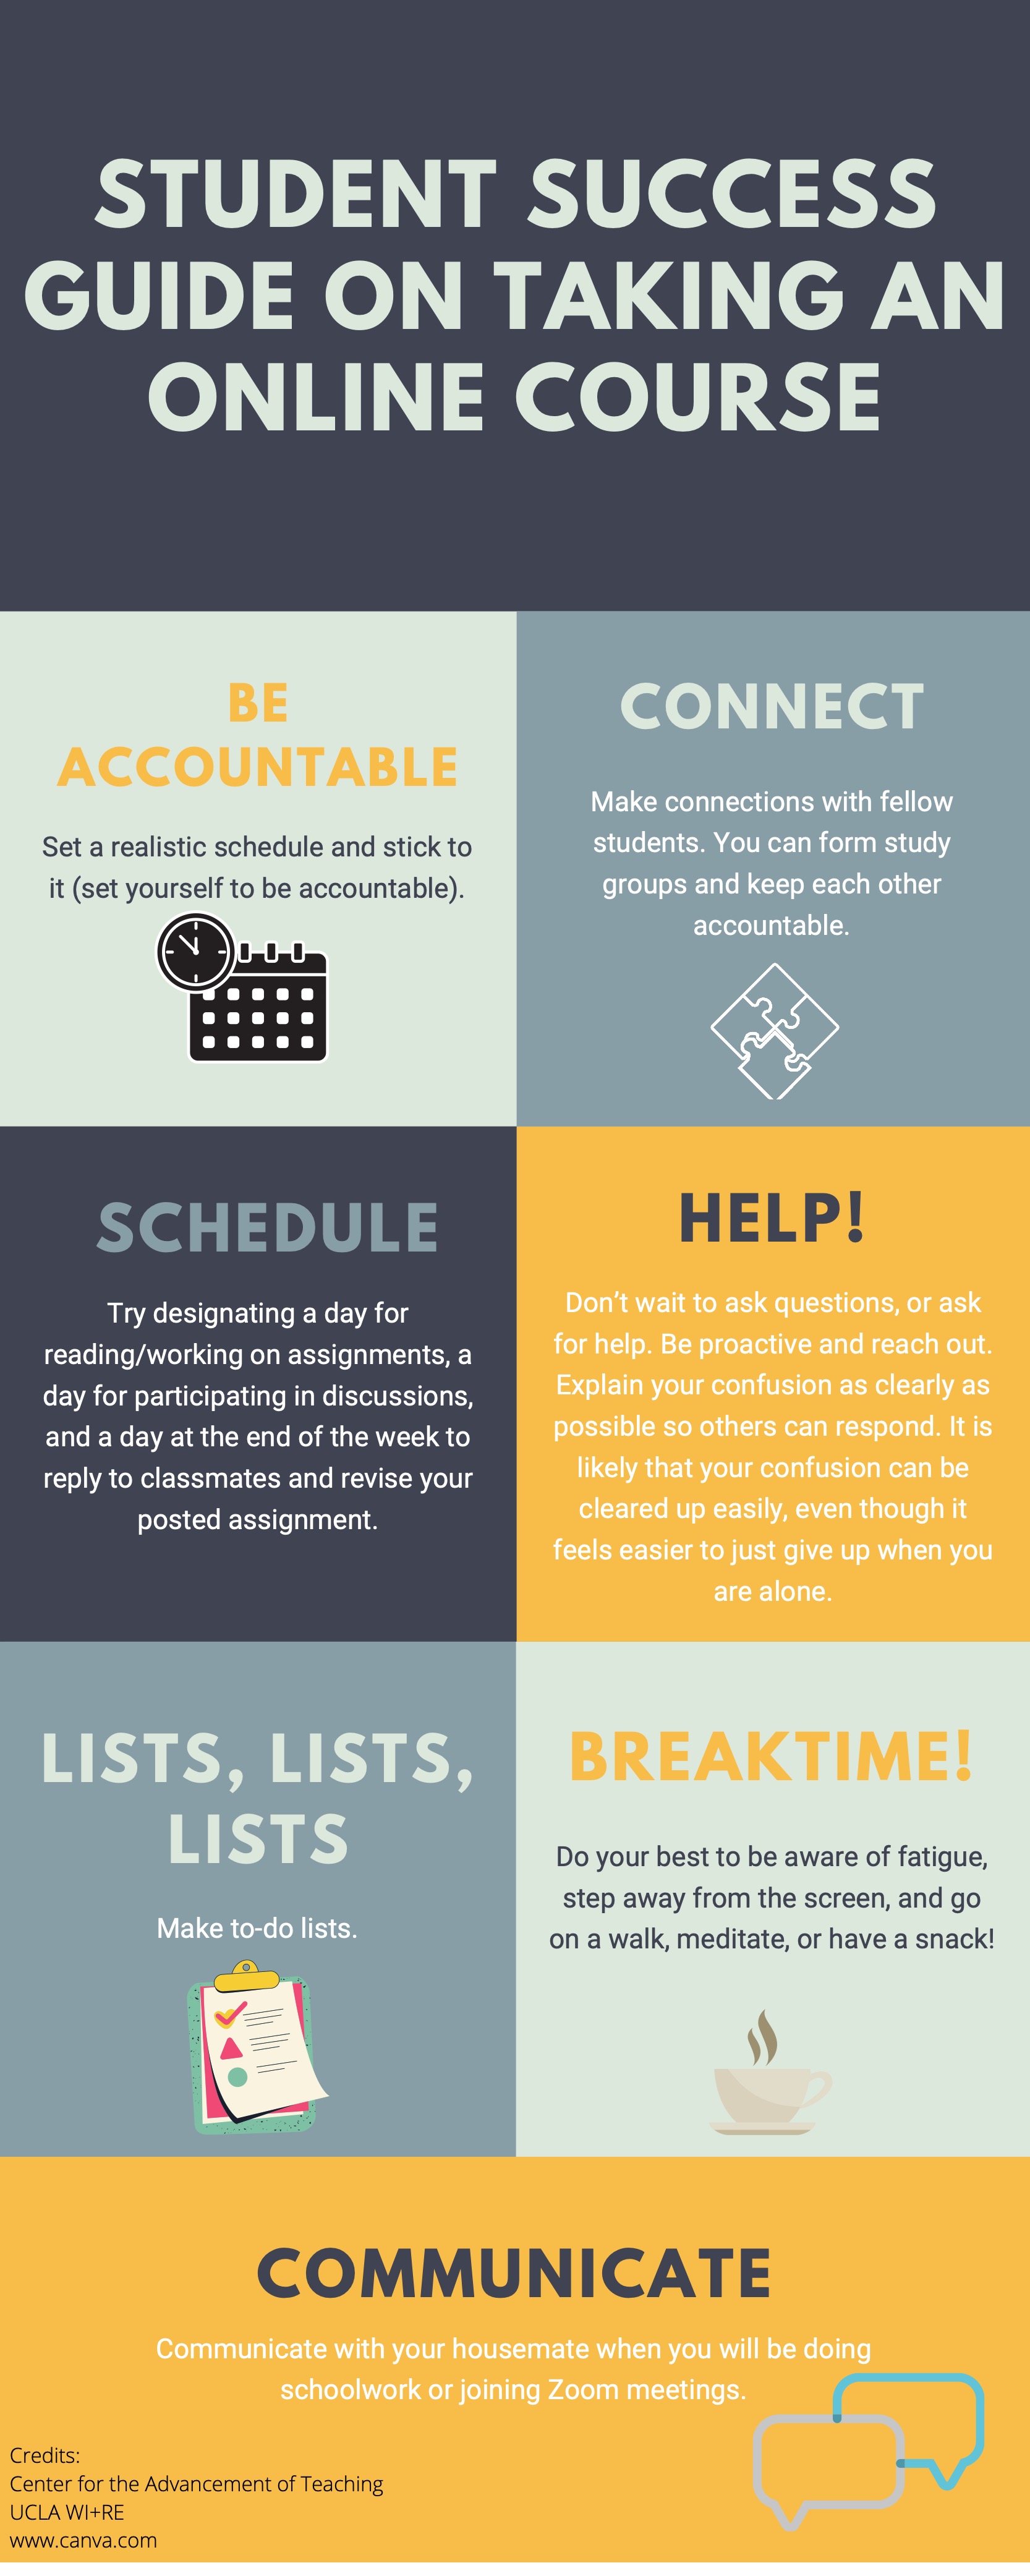 STUDENT SUCCESS
GUIDE ON TAKING AN
ONLINE COURSE
BE
ACCOUNTABLE
Set a realistic schedule and stick to
it (set yourself to be accountable).
CONNECT
Make connections with fellow
students. You can form study
groups and keep each other
accountable.
SCHEDULE
Try designating a day for
reading/working on assignments, a
day for participating in discussions,
and a day at the end of the week to
reply to classmates and revise your
posted assignment.
HELP!
Don’t wait to ask questions, or ask
for help. Be proactive and reach out.
Explain your confusion as clearly as
possible so others can respond. It is
likely that your confusion can be
cleared up easily, even though it
feels easier to just give up when you
are alone.
LISTS, LISTS,
LISTS
Make to-do lists.
BREAKTIME!
Do your best to be aware of fatigue,
step away from the screen, and go
on a walk, meditate, or have a snack!
COMMUNICATE
Communicate with your housemate when you will be doing
schoolwork or joining Zoom meetings.
Credits:
Center for the Advancement of Teaching
UCLA WI+RE
www.canva.com